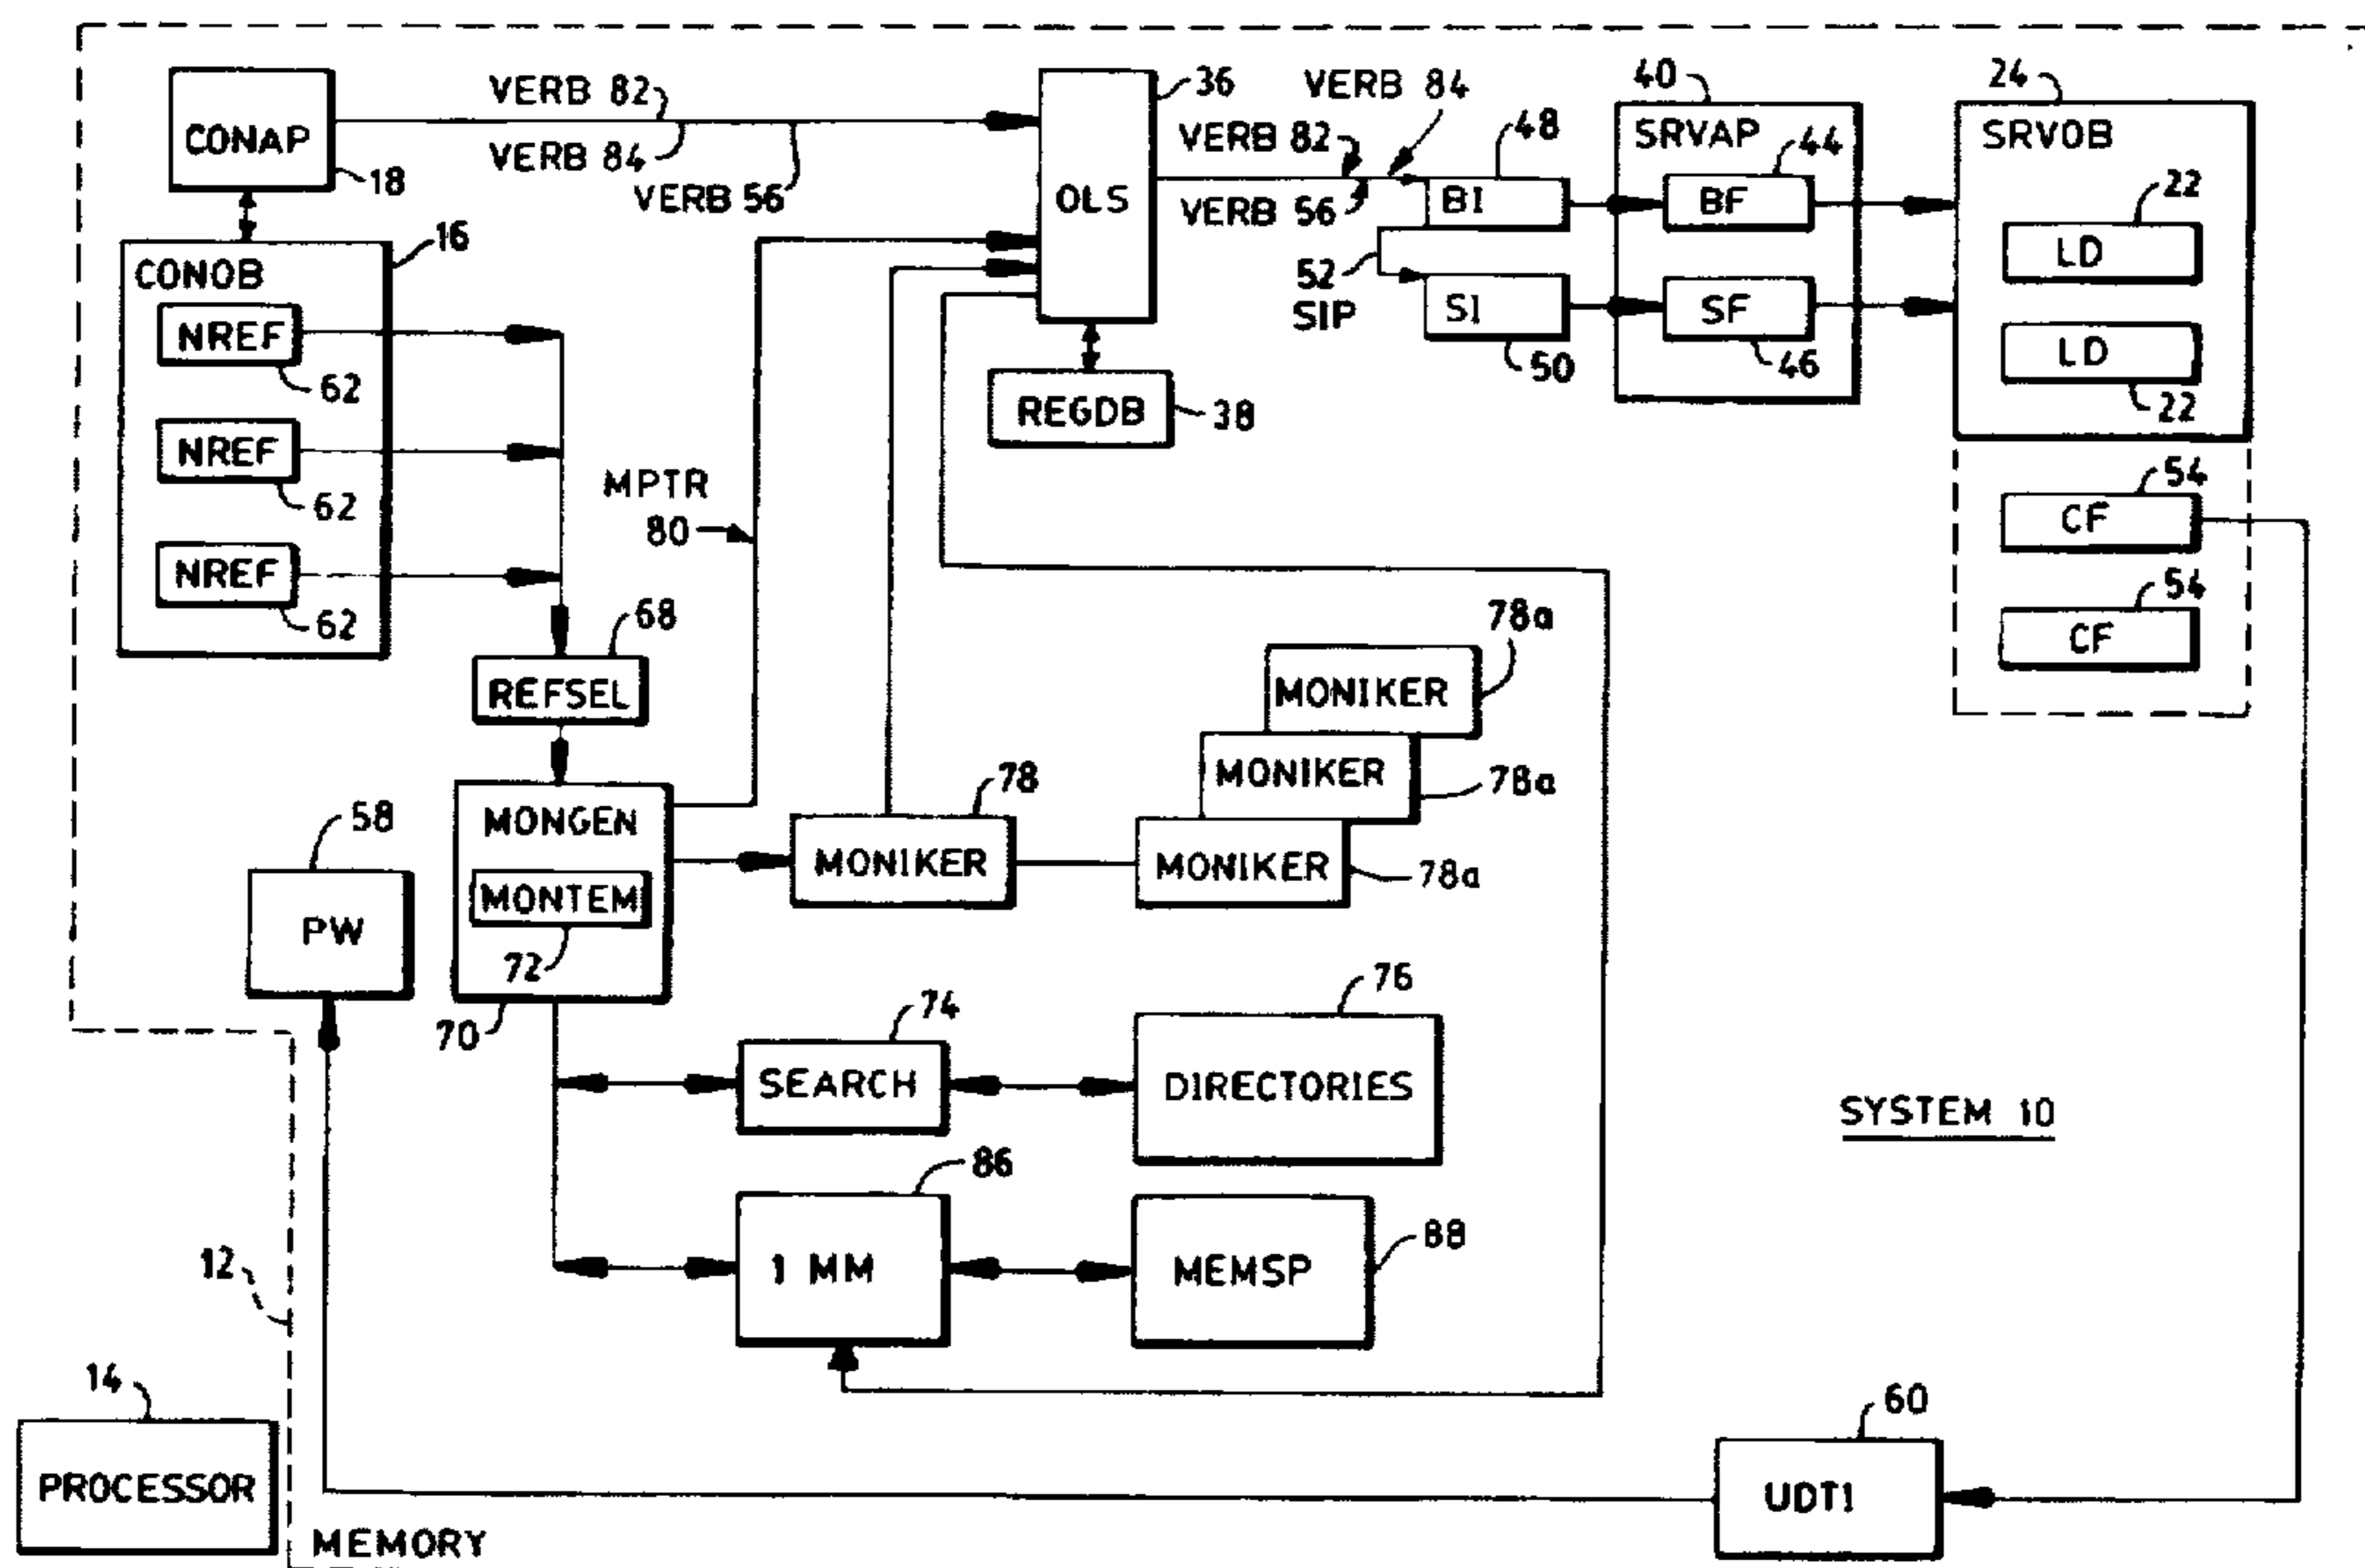 CONAP
18
VERB 82
VERB 84
VERB 56
OLS
36
VERB 84
VERB 82
VERB 56
BI
48
52
SIP
SI
50
40
SRVAP
44
BF
SF
46
24
SRVOB
22
LD
LD
22
16
CONOB
NREF
62
NREF
62
NREF
62
REGDB
38
MPTR
80
54
CF
54
CF
68
REFSEL
MONGEN
MONTEM
72
70
58
PW
78
MONIKER
78a
MONIKER
MONIKER
78a
MONIKER
78a
74
SEARCH
76
DIRECTORIES
86
1 MM
MEMSP
88
SYSTEM 10
12
14
PROCESSOR
MEMORY
60
UDT1